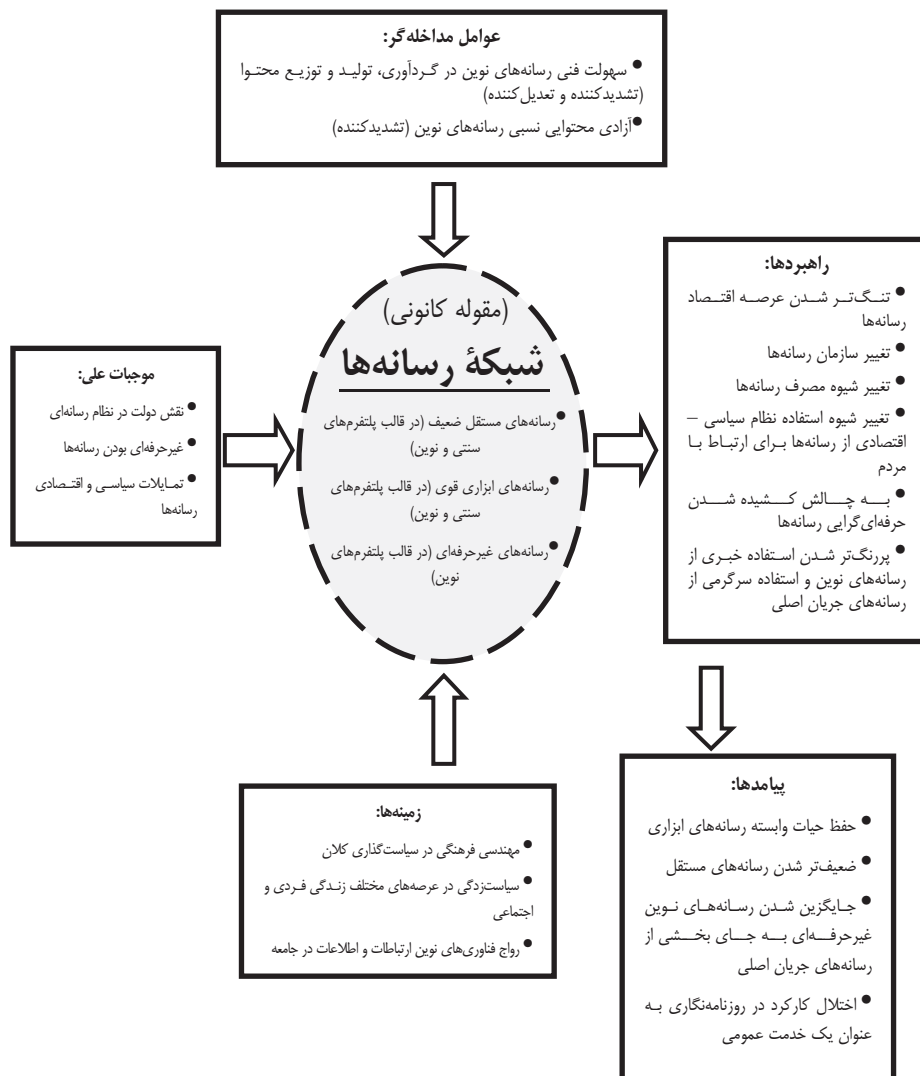 عوامل مداخله‌گر:
● سهولت فنی رسانه‌های نوین در گردآوری، تولید و توزیع محتوا
(تشدیدکننده و تعدیل‌کننده)
●آزادی محتوایی نسبی رسانه‌های نوین (تشدیدکننده)
راهبردها:
● تنگ‌تر شدن عرصه اقتصاد
رسانه‌ها
● تغییر سازمان رسانه‌ها
● تغییر شیوه مصرف رسانه‌ها
● تغییر شیوه استفاده نظام سیاسی –
اقتصادی از رسانه‌ها برای ارتباط با
مردم
● به چالش کشیده شدن
حرفه‌ای‌گرایی رسانه‌ها
● پررنگ‌تر شدن استفاده خبری از
رسانه‌های نوین و استفاده سرگرمی از
رسانه‌های جریان اصلی
(مقوله کانونی)
شبکهٔ رسانه‌ها
●رسانه‌های مستقل ضعیف (در قالب پلتفرم‌های
سنتی و نوین)
●رسانه‌های ابزاری قوی (در قالب پلتفرم‌های
سنتی و نوین)
●رسانه‌های غیرحرفه‌ای (در قالب پلتفرم‌های
نوین)
موجبات علی:
● نقش دولت در نظام رسانه‌ای
● غیرحرفه‌ای بودن رسانه‌ها
● تمایلات سیاسی و اقتصادی
رسانه‌ها
زمینه‌ها:
●مهندسی فرهنگی در سیاست‌گذاری کلان
●سیاست‌زدگی در عرصه‌های مختلف زندگی فردی و
اجتماعی
●رواج فناوری‌های نوین ارتباطات و اطلاعات در جامعه
پیامدها:
● حفظ حیات وابسته رسانه‌های ابزاری
● ضعیف‌تر شدن رسانه‌های مستقل
● جایگزین شدن رسانه‌های نوین
غیرحرفه‌ای به جای بخشی از
رسانه‌های جریان اصلی
● اختلال کارکرد در روزنامه‌نگاری به
عنوان یک خدمت عمومی